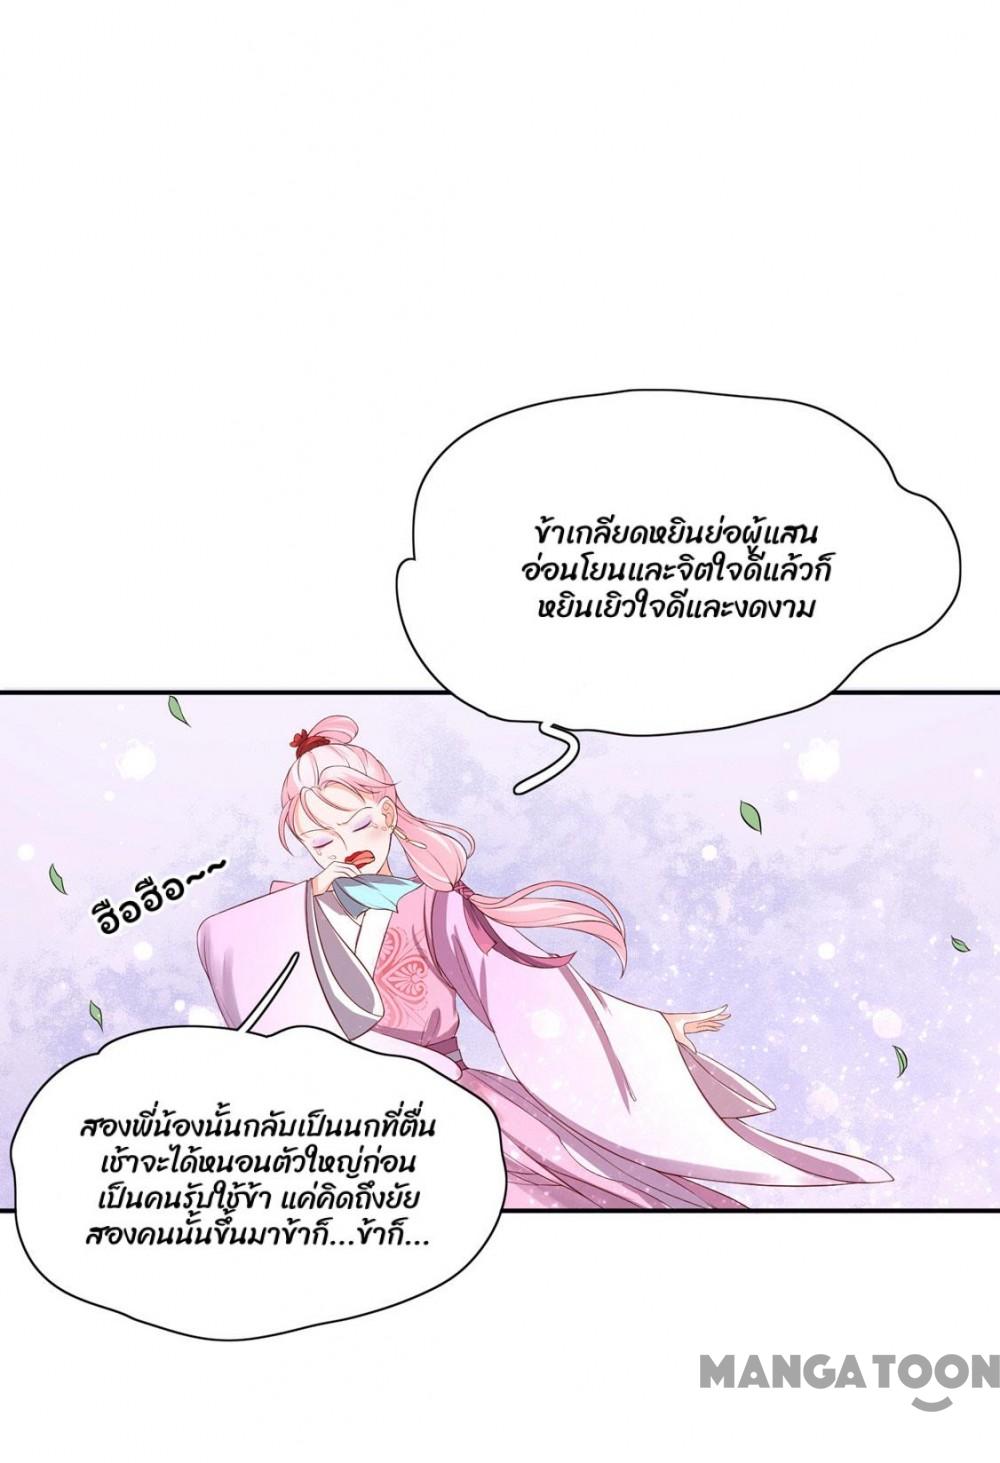 ข้าเกลียดหยินย่อผู้แสน
อ่อนโยนและจิตใจดีแล้วก็
หยินเยิวใจดีและงดงาม
ฮือฮือ~~
สองพี่น้องนั้นกลับเป็นนกที่ตื่น
เช้าจะได้หนอนตัวใหญ่ก่อน
เป็นคนรับใช้ข้า แค่คิดถึงยัย
สองคนนั้นขึ้นมาข้าก็...ข้าก็...
MANGATOON